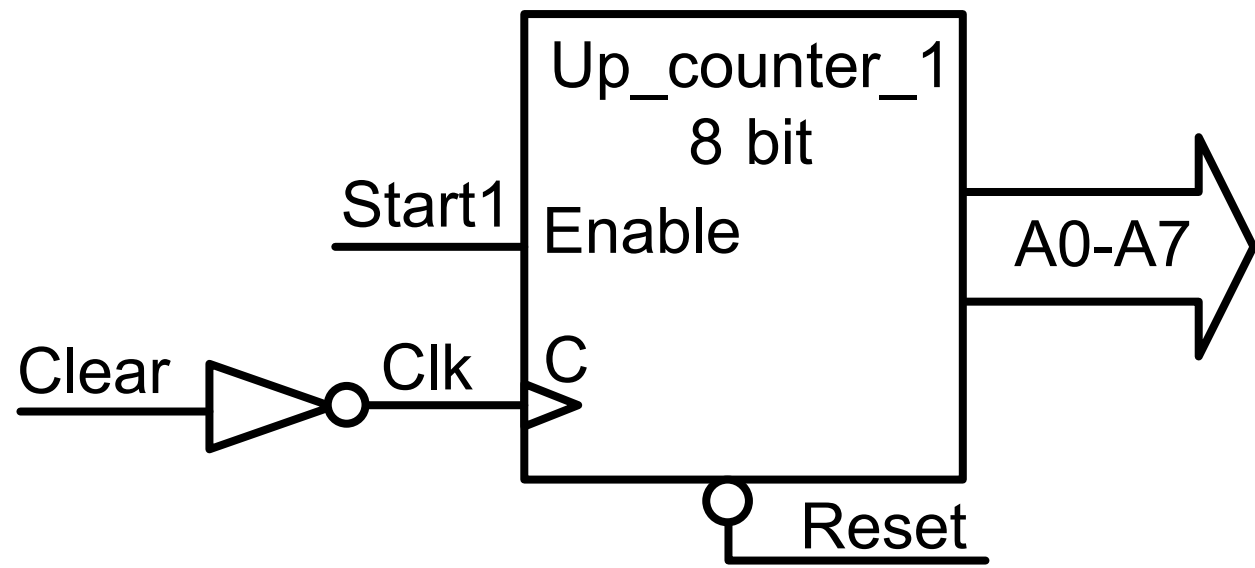 Up_counter_1
8 bit
Start1
Enable
A0-A7
Clear
Clk
C
Reset